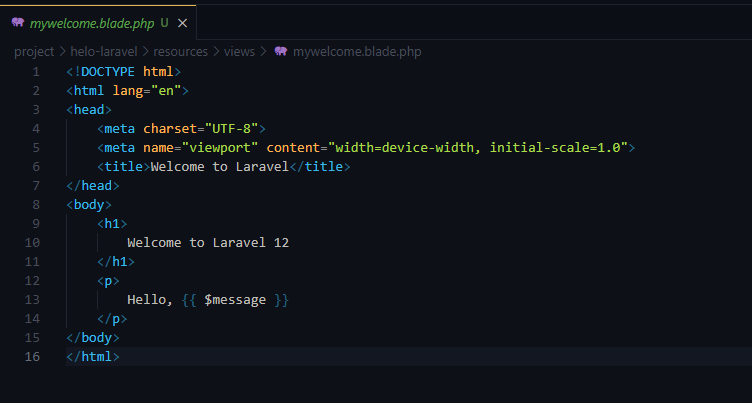 mywelcome.blade.php U ×
project > helo-laravel > resources > views > mywelcome.blade.php
1 <!DOCTYPE html>
2 <html lang="en">
3 <head>
4     <meta charset="UTF-8">
5     <meta name="viewport" content="width=device-width, initial-scale=1.0">
6     <title>Welcome to Laravel</title>
7 </head>
8 <body>
9     <h1>
10         Welcome to Laravel 12
11     </h1>
12     <p>
13         Hello, {{ $message }}
14     </p>
15 </body>
16 </html>